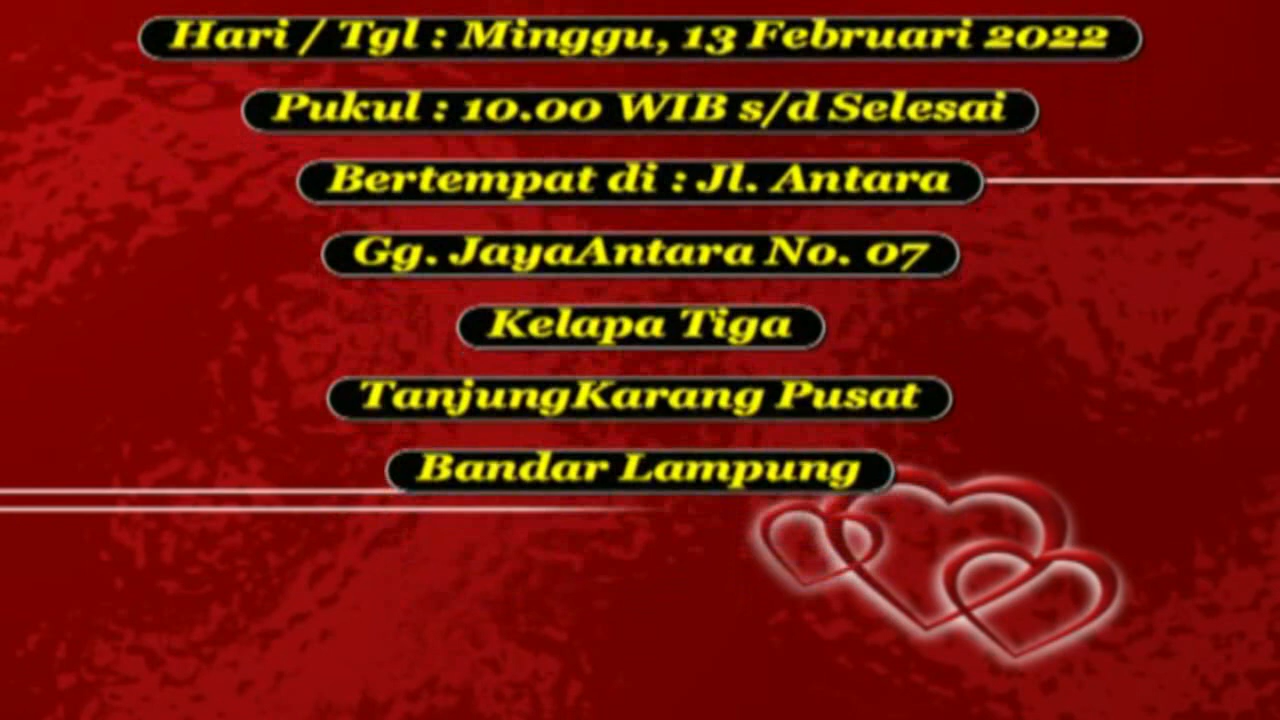 Hari / Tgl : Minggu, 13 Februari 2022
Pukul : 10.00 WIB s/d Selesai
Bertempat di : Jl. Antara
Gg. JayaAntara No. 07
Kelapa Tiga
TanjungKarang Pusat
Bandar Lampung